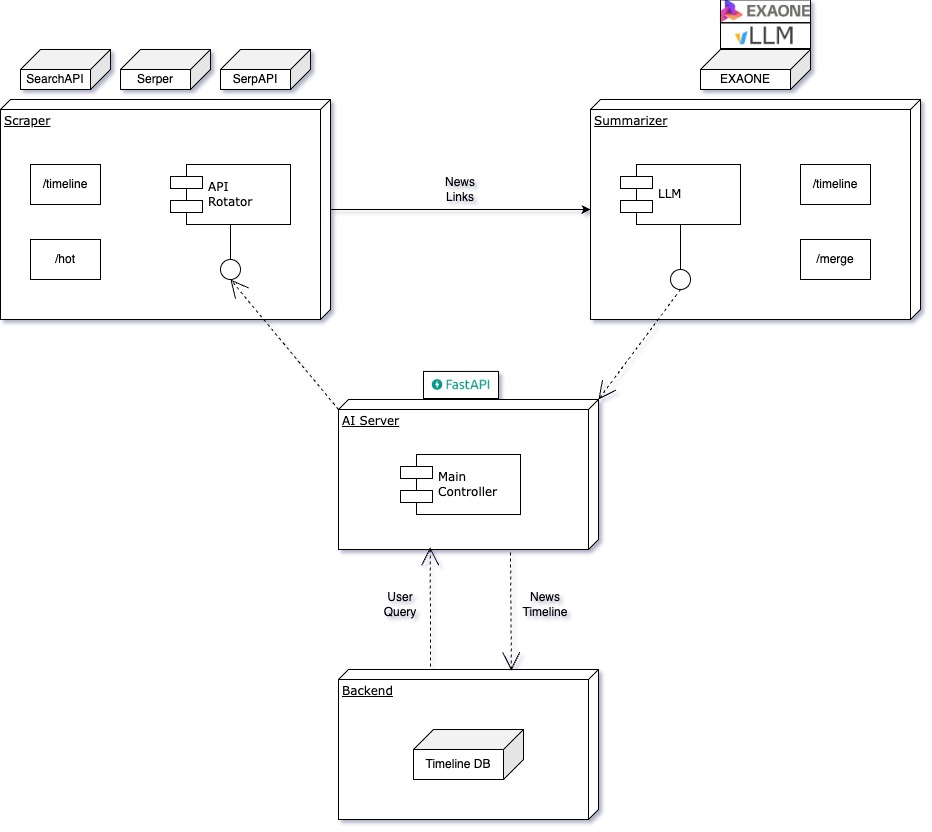 EXAONE
vLLM
SearchAPI
Serper
SerpAPI
EXAONE
Scraper
/timeline
API
Rotator
/hot
News
Links
Summarizer
LLM
/timeline
/merge
FastAPI
AI Server
Main
Controller
User
Query
News
Timeline
Backend
Timeline DB